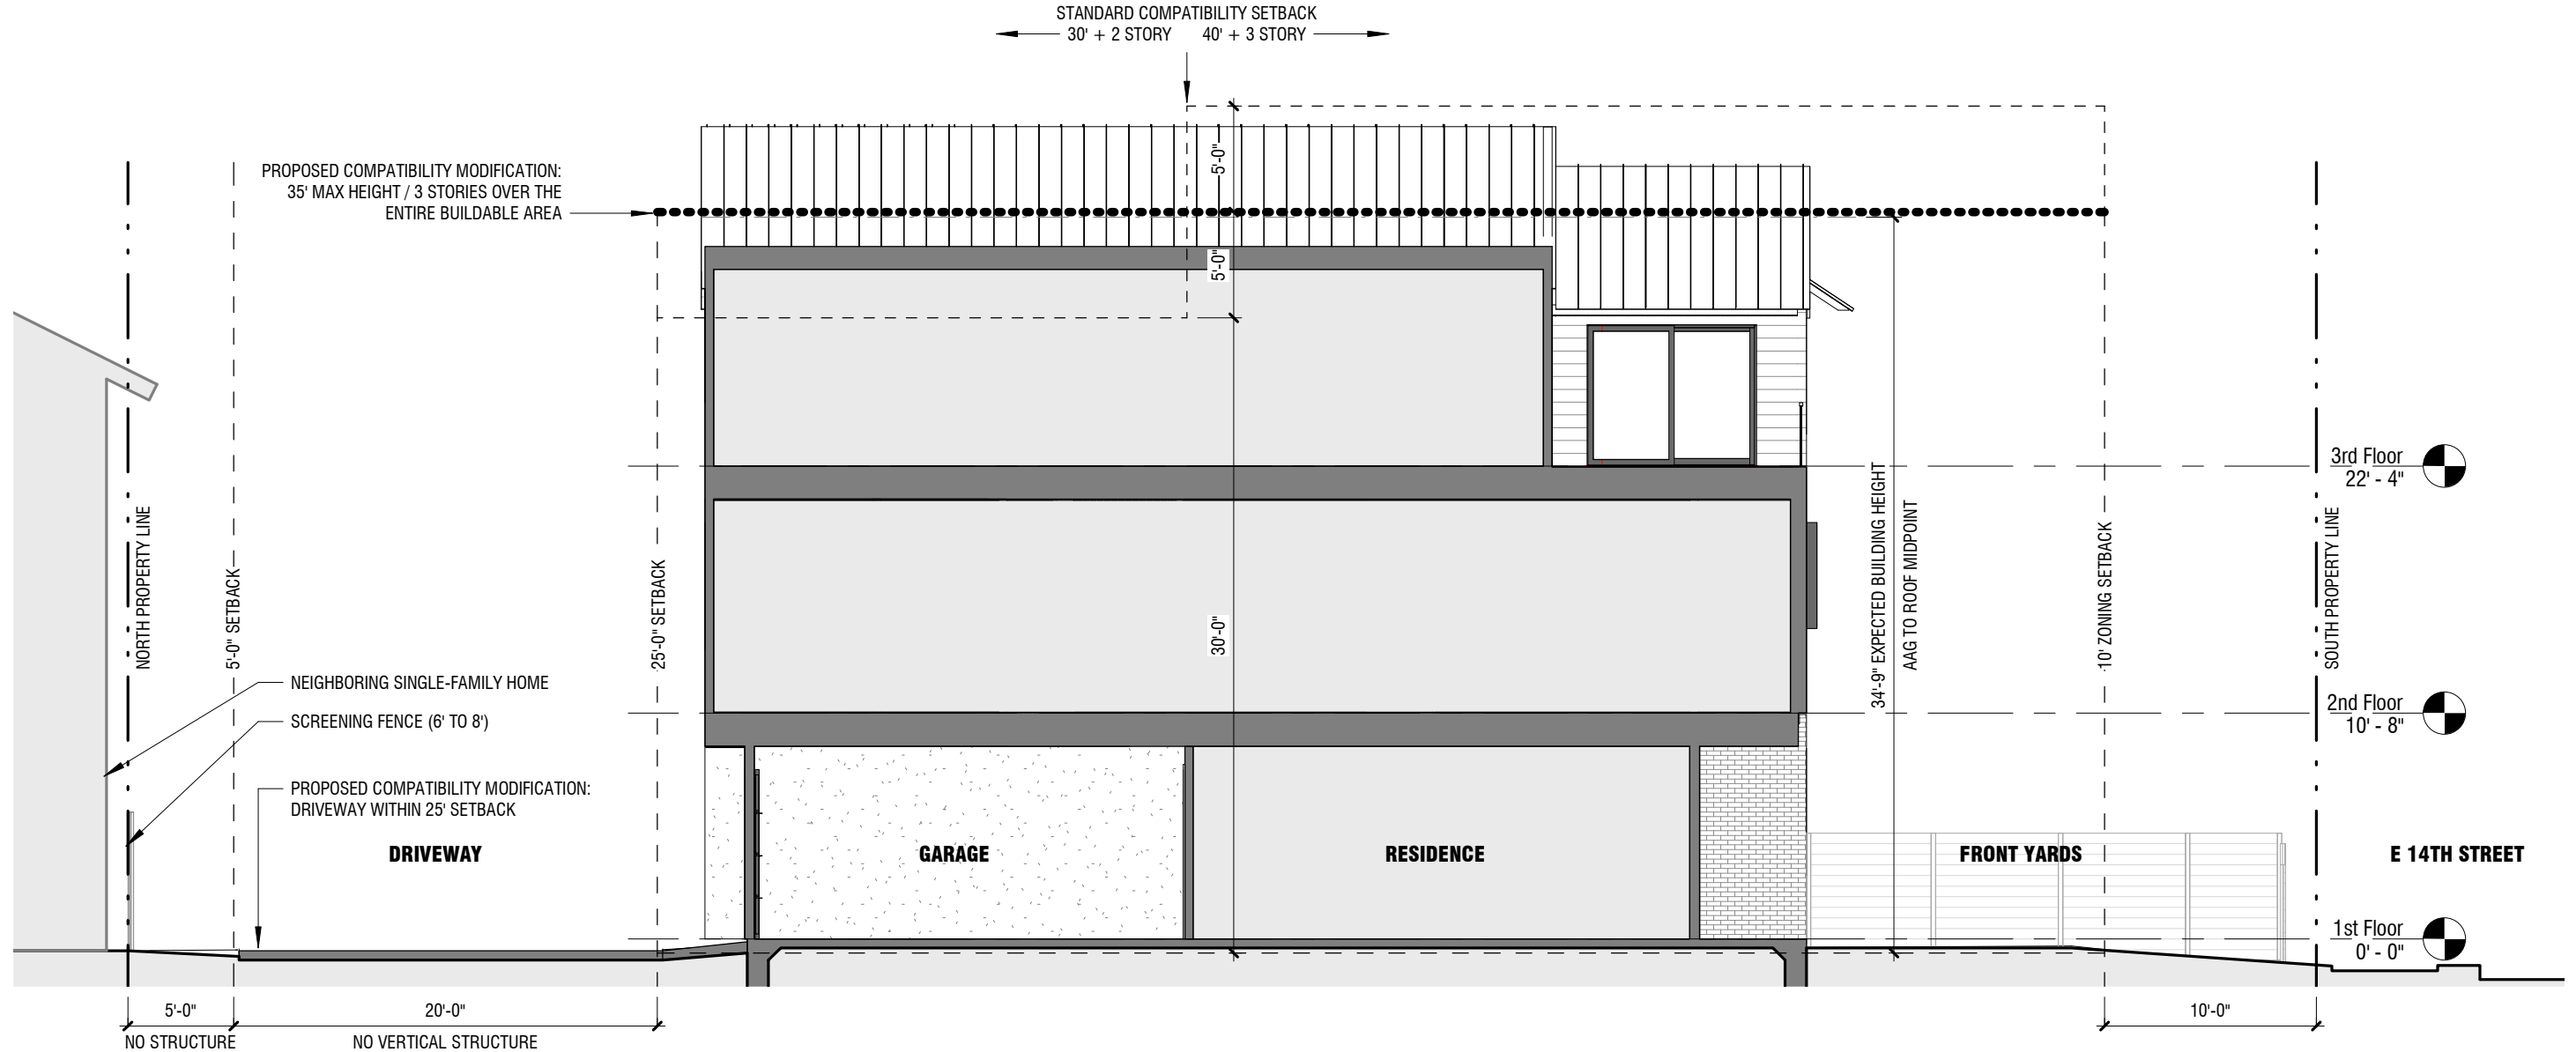 STANDARD COMPATIBILITY SETBACK
30' + 2 STORY 40' + 3 STORY
5'-0"
PROPOSED COMPATIBILITY MODIFICATION:
35' MAX HEIGHT / 3 STORIES OVER THE
ENTIRE BUILDABLE AREA
5'-0"
3rd Floor
22' - 4"
NORTH PROPERTY LINE
5'-0" SETBACK
25'-0" SETBACK
30'-0"
34'-9" EXPECTED BUILDING HEIGHT
AAG TO ROOF MIDPOINT
10' ZONING SETBACK
SOUTH PROPERTY LINE
NEIGHBORING SINGLE-FAMILY HOME
2nd Floor
10' - 8"
SCREENING FENCE (6' TO 8')
PROPOSED COMPATIBILITY MODIFICATION:
DRIVEWAY WITHIN 25' SETBACK
DRIVEWAY
GARAGE
RESIDENCE
FRONT YARDS
E 14TH STREET
1st Floor
0' - 0"
5'-0"
20'-0"
10'-0"
NO STRUCTURE
NO VERTICAL STRUCTURE